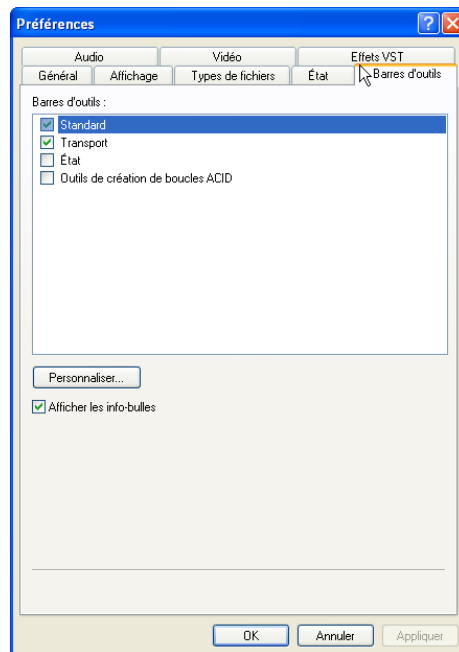 Préférences
Audio Vidéo Effets VST
Général Affichage Types de fichiers État Barres d'outils
Barres d'outils :
Standard
Transport
État
Outils de création de boucles ACID
Personnaliser...
Afficher les info-bulles
OK Annuler Appliquer